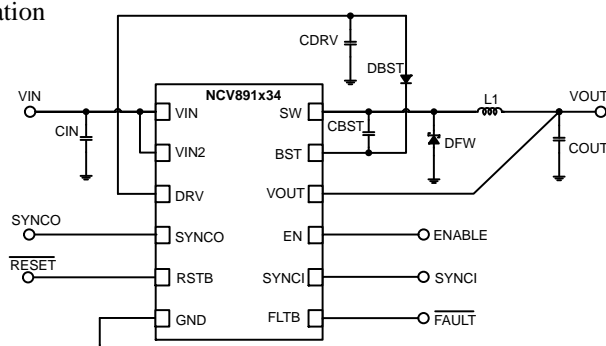 ation
CDRV
DBST
NCV891x34
VIN
VIN
SW
L1
VOUT
CIN
CBST
VIN2
BST
DFW
COUT
DRV
VOUT
SYNCO
SYNCO
EN
ENABLE
RESET
RSTB
SYNCI
SYNCI
GND
FLTB
FAULT